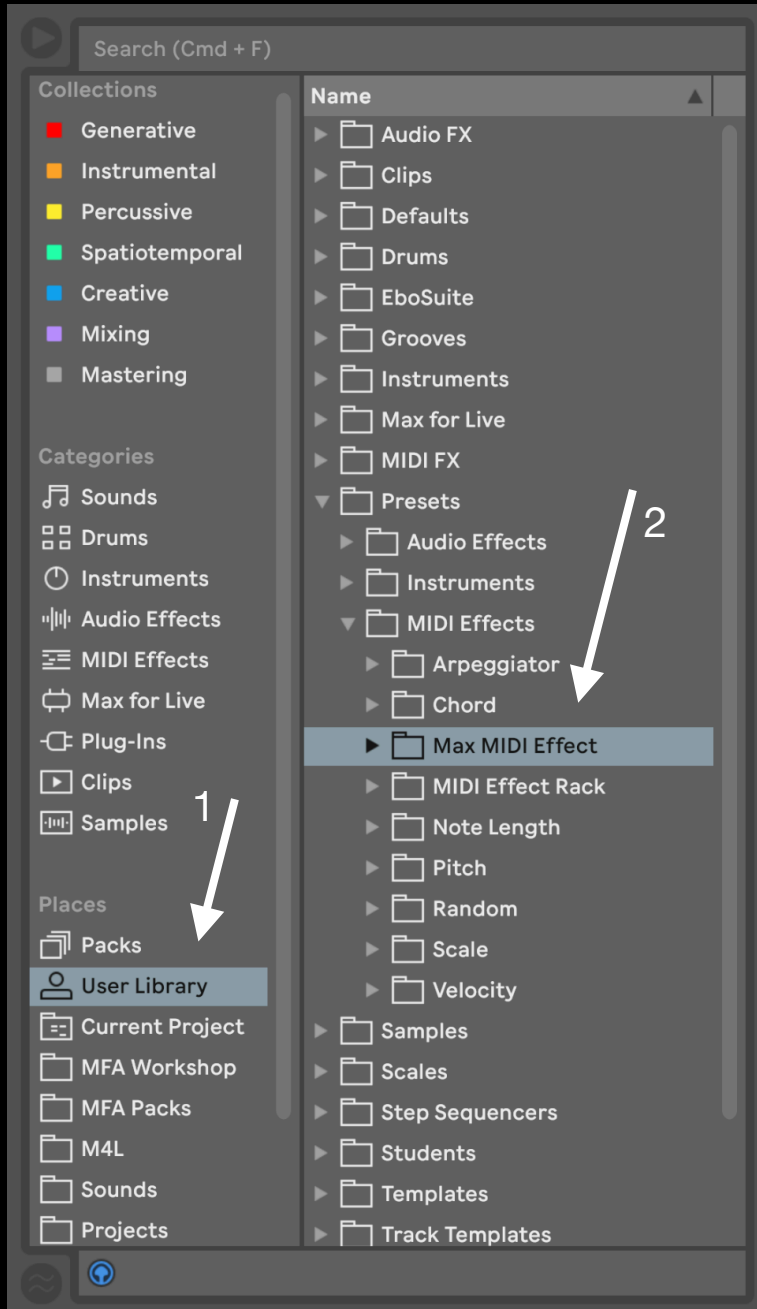 Search (Cmd + F)
Collections
Generative
Instrumental
Percussive
Spatiotemporal
Creative
Mixing
Mastering
Categories
Sounds
Drums
Instruments
Audio Effects
MIDI Effects
Max for Live
Plug-Ins
Clips
Samples
1
Places
Packs
User Library
Current Project
MFA Workshop
MFA Packs
M4L
Sounds
Projects
Name
Audio FX
Clips
Defaults
Drums
EboSuite
Grooves
Instruments
Max for Live
MIDI FX
Presets
2
Audio Effects
Instruments
MIDI Effects
Arpeggiator
Chord
Max MIDI Effect
MIDI Effect Rack
Note Length
Pitch
Random
Scale
Velocity
Samples
Scales
Step Sequencers
Students
Templates
Track Templates